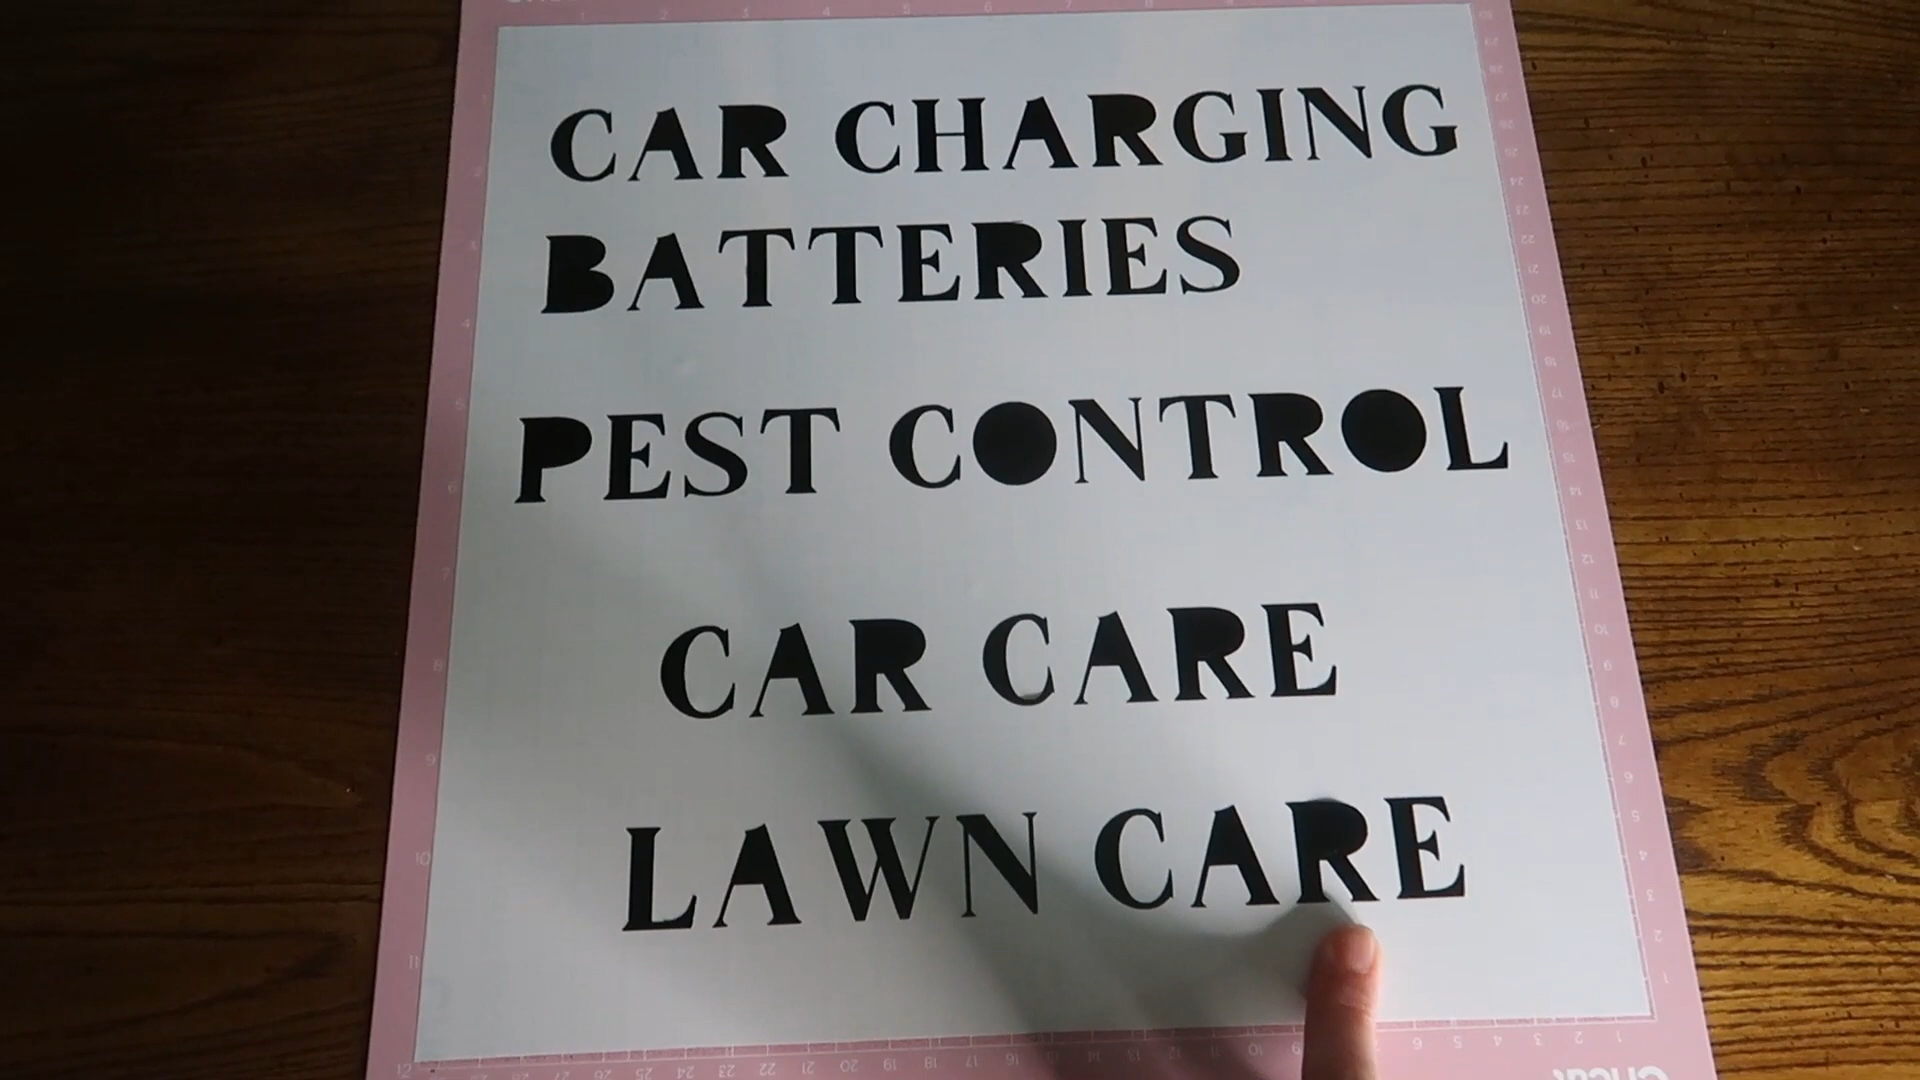 CAR CHARGING
BATTERIES
PEST CONTROL
CAR CARE
LAWN CARE